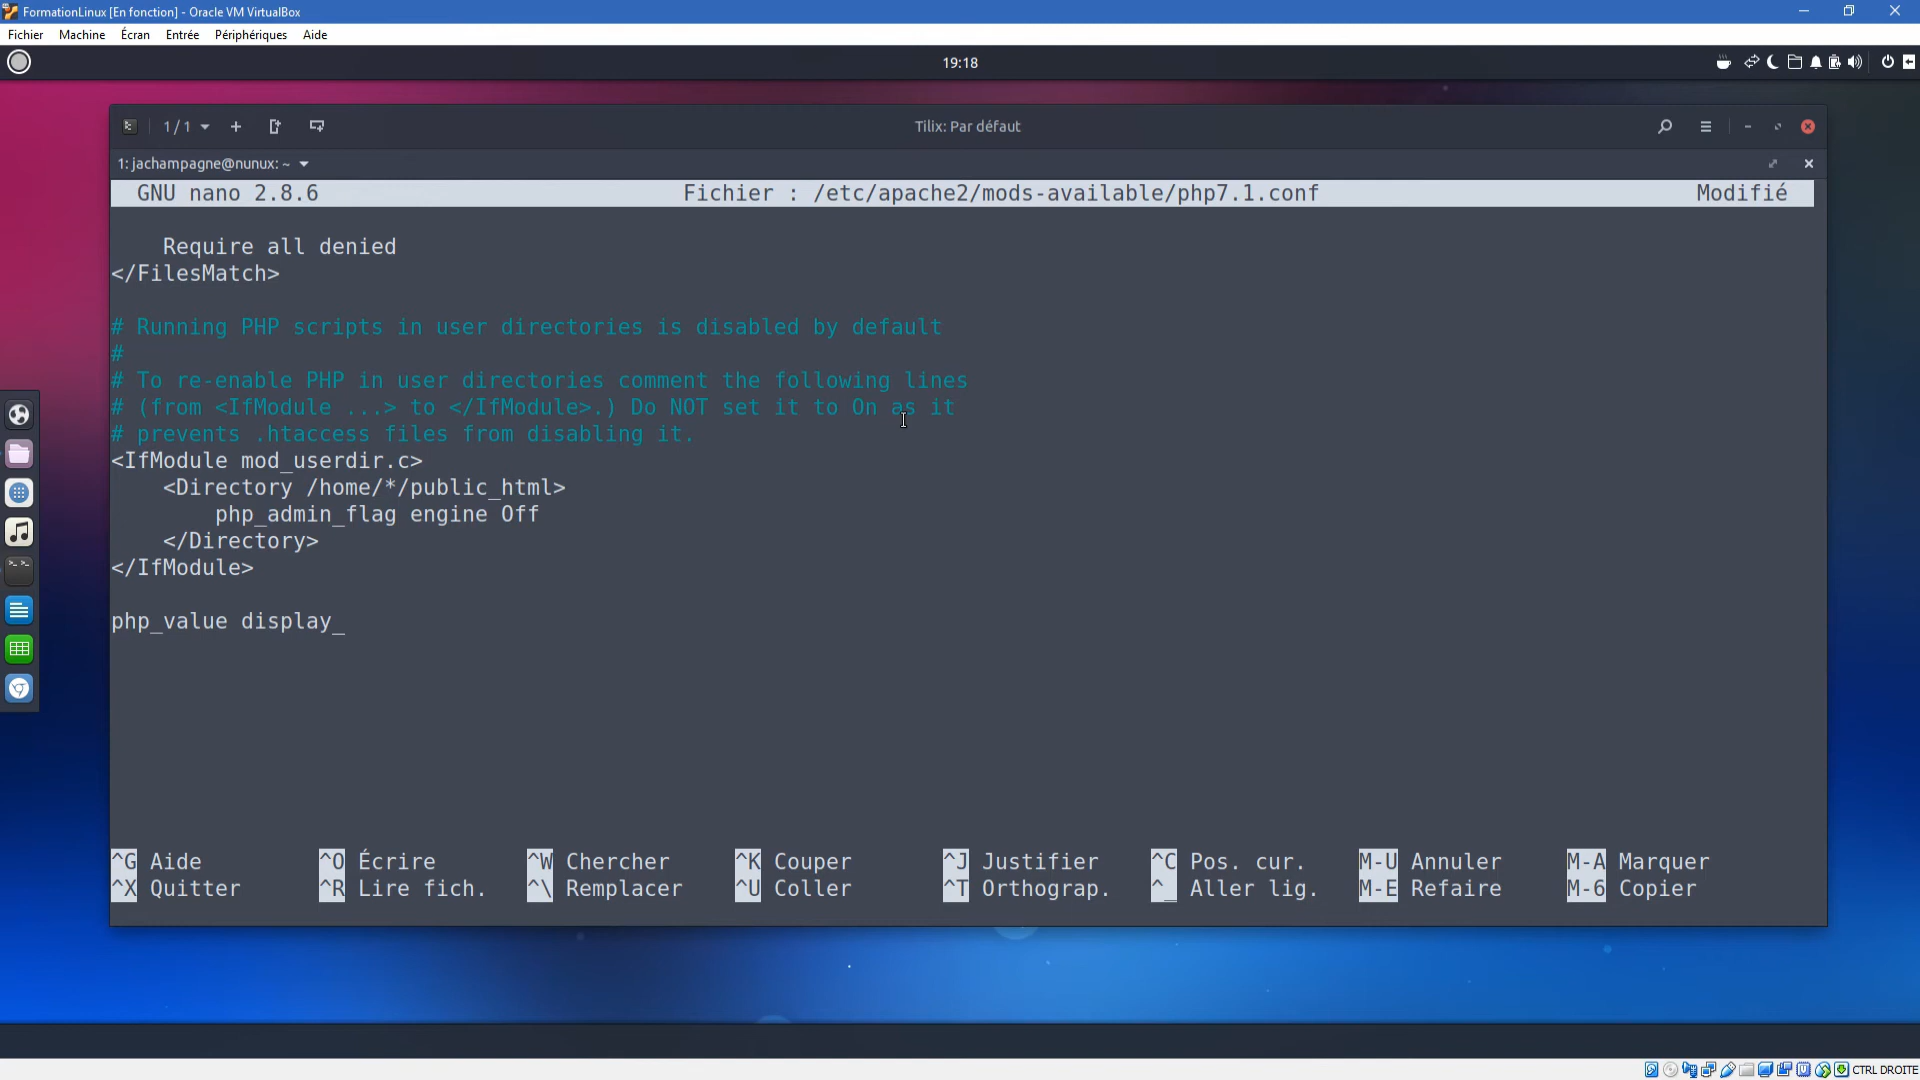 FormationLinux [En fonction] - Oracle VM VirtualBox
Fichier Machine Écran Entrée Périphériques Aide
19:18
1 / 1
Tilix: Par défaut
1: jachampagne@nunux: ~
GNU nano 2.8.6 Fichier : /etc/apache2/mods-available/php7.1.conf Modifié
Require all denied
</FilesMatch>
# Running PHP scripts in user directories is disabled by default
#
# To re-enable PHP in user directories comment the following lines
# (from <IfModule ...> to </IfModule>.) Do NOT set it to On as it
# prevents .htaccess files from disabling it.
<IfModule mod_userdir.c>
<Directory /home/*/public_html>
php_admin_flag engine Off
</Directory>
</IfModule>
php_value display_
^G Aide ^O Écrire ^W Chercher ^K Couper ^J Justifier ^C Pos. cur. M-U Annuler M-A Marquer
^X Quitter ^R Lire fich. ^\ Remplacer ^U Coller ^T Orthograp. ^_ Aller lig. M-E Refaire M-6 Copier
CTRL DROITE